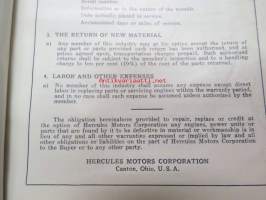 Serial number.
Information as to the nature of the
Date actually placed in service.
Accumulated days or miles of service.
3. THE RETURN OF NEW MATERIAL
a) Any member of this industry may at his option accept the return of
any part or parts provided such return has been authorized, and at
prices agreed upon, transportation charges prepaid. Such authorized
returns shall be subject to the grantor's inspection and to a handling
charge to ten per cent (10%) of the cost of the parts returned.
4. LABOR AND OTHER EXPENSES
a) No member of this industry shall assume any expense except direct
labor in replacing parts or servicing engines within the warranty period,
and in no case shall such expense be assumed unless authorized by the
member.
The obligation hereinabove provided to repair, replace or credit at
the option of Hercules Motors Corporation any engines, power units or
parts that are found by it to be defective in material or workmanship is in
lieu of any and all other warranties expressed or implied by law and all
other obligations or liabilities on the part of Hercules Motors Corporation
to the Buyer or to any other party.
HERCULES MOTORS CORPORATION
Canton, Ohio, U. S. A.